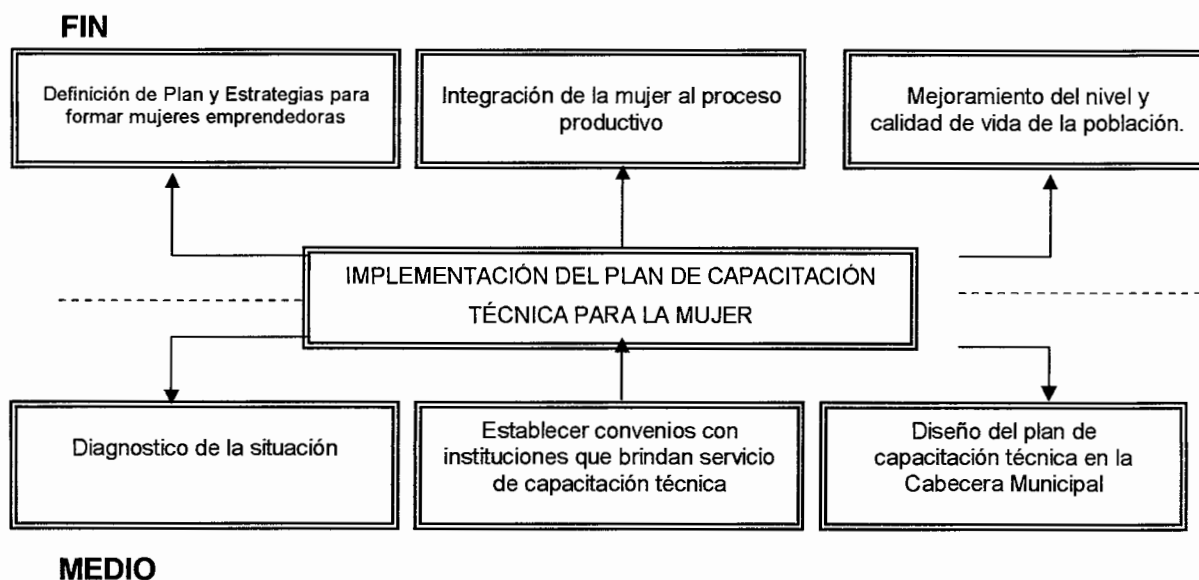 FIN
Definición de Plan y Estrategias para
formar mujeres emprendedoras
Integración de la mujer al proceso
productivo
Mejoramiento del nivel y
calidad de vida de la población.
IMPLEMENTACIÓN DEL PLAN DE CAPACITACIÓN
TÉCNICA PARA LA MUJER
Diagnostico de la situación
Establecer convenios con
instituciones que brindan servicio
de capacitación técnica
Diseño del plan de
capacitación técnica en la
Cabecera Municipal
MEDIO